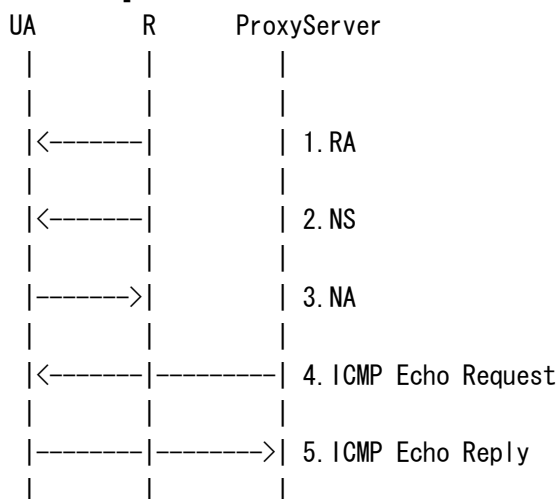 UA R ProxyServer
| | |
| | |
|<-------| | 1.RA
| | |
|<-------| | 2.NS
| | |
|------->| | 3.NA
| | |
|<-------|---------| 4.ICMP Echo Request
| | |
|--------|-------->| 5.ICMP Echo Reply
| | |